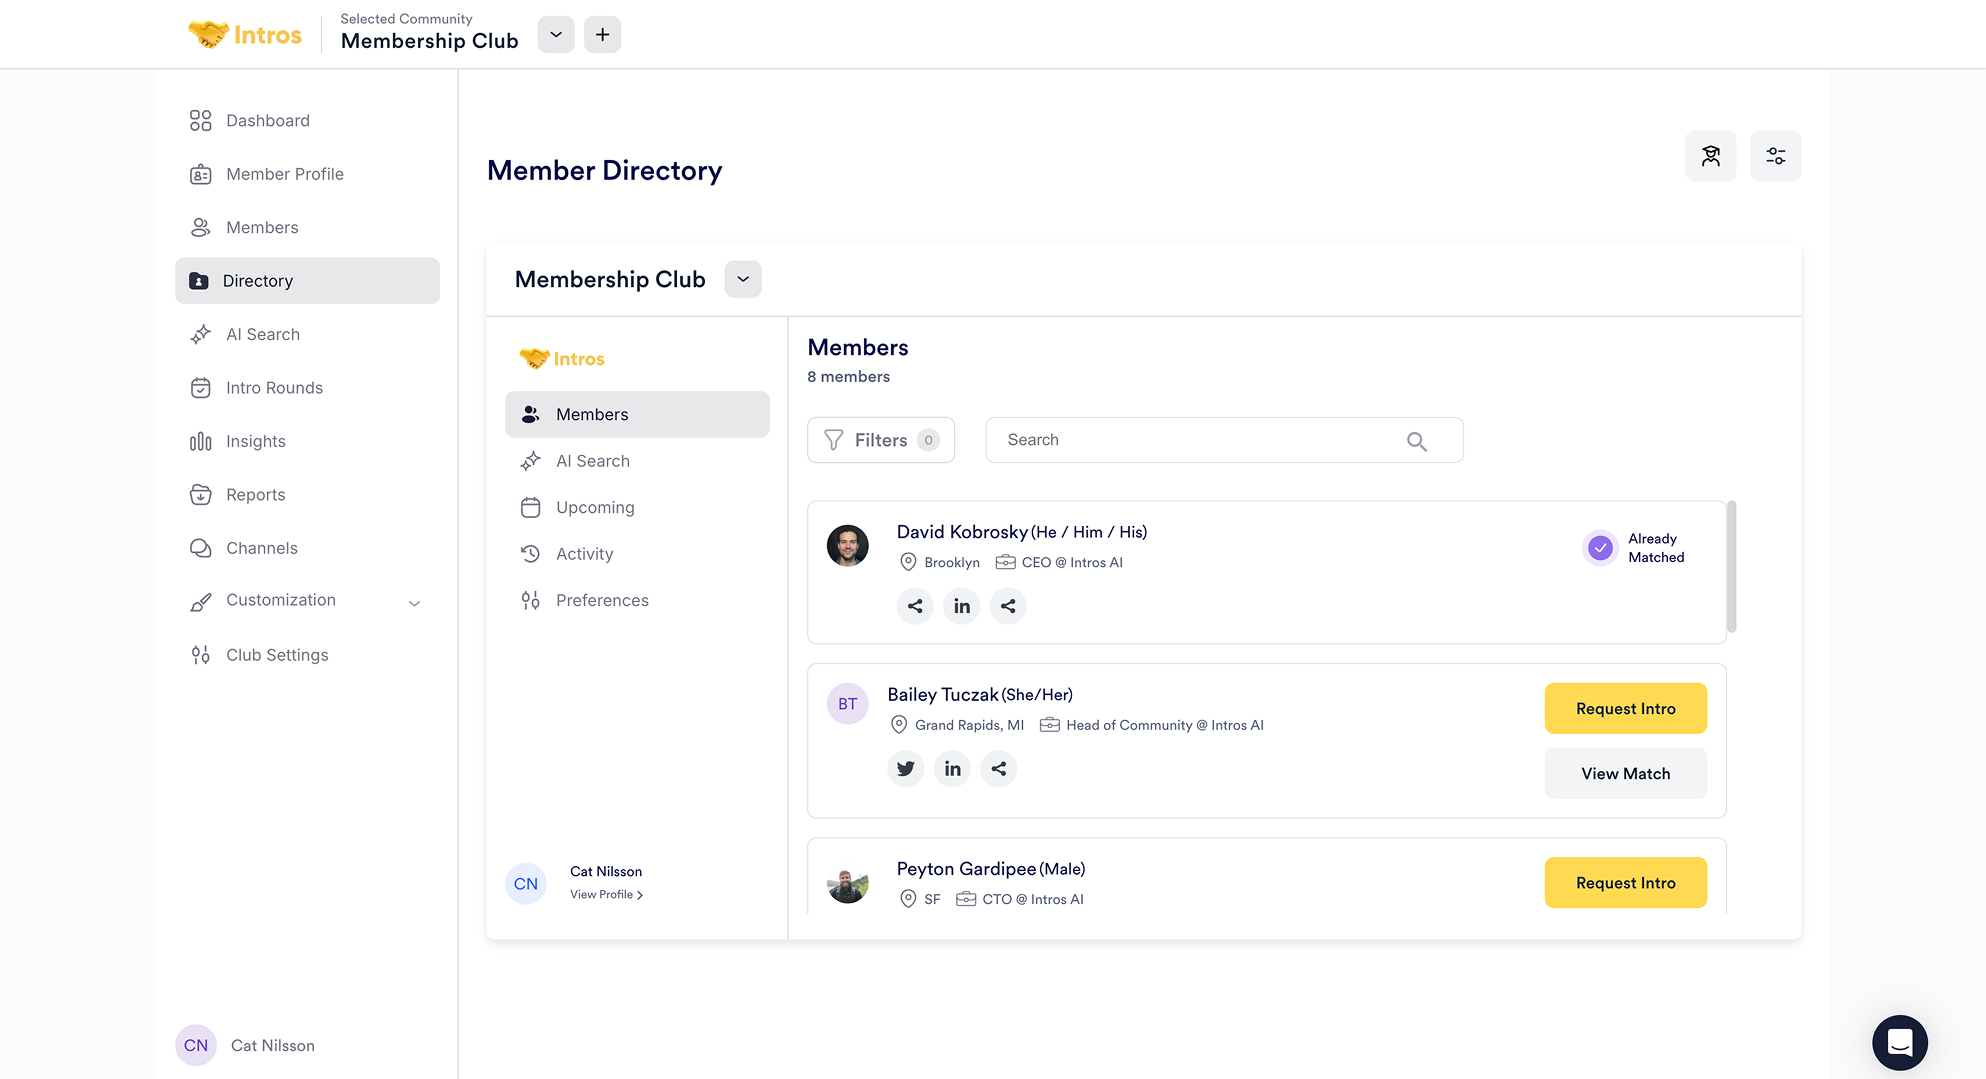 Intros
Selected Community
Membership Club
Dashboard
Member Profile
Members
Directory
AI Search
Intro Rounds
Insights
Reports
Channels
Customization
Club Settings
CN
Cat Nilsson
Member Directory
Membership Club
Intros
Members
AI Search
Upcoming
Activity
Preferences
CN
Cat Nilsson
View Profile
Members
8 members
Filters 0
Search
David Kobrosky (He / Him / His)
Brooklyn CEO @ Intros AI
in
Already
Matched
BT
Bailey Tuczak (She/Her)
Grand Rapids, MI Head of Community @ Intros AI
in
Request Intro
View Match
Peyton Gardipee (Male)
SF CTO @ Intros AI
Request Intro